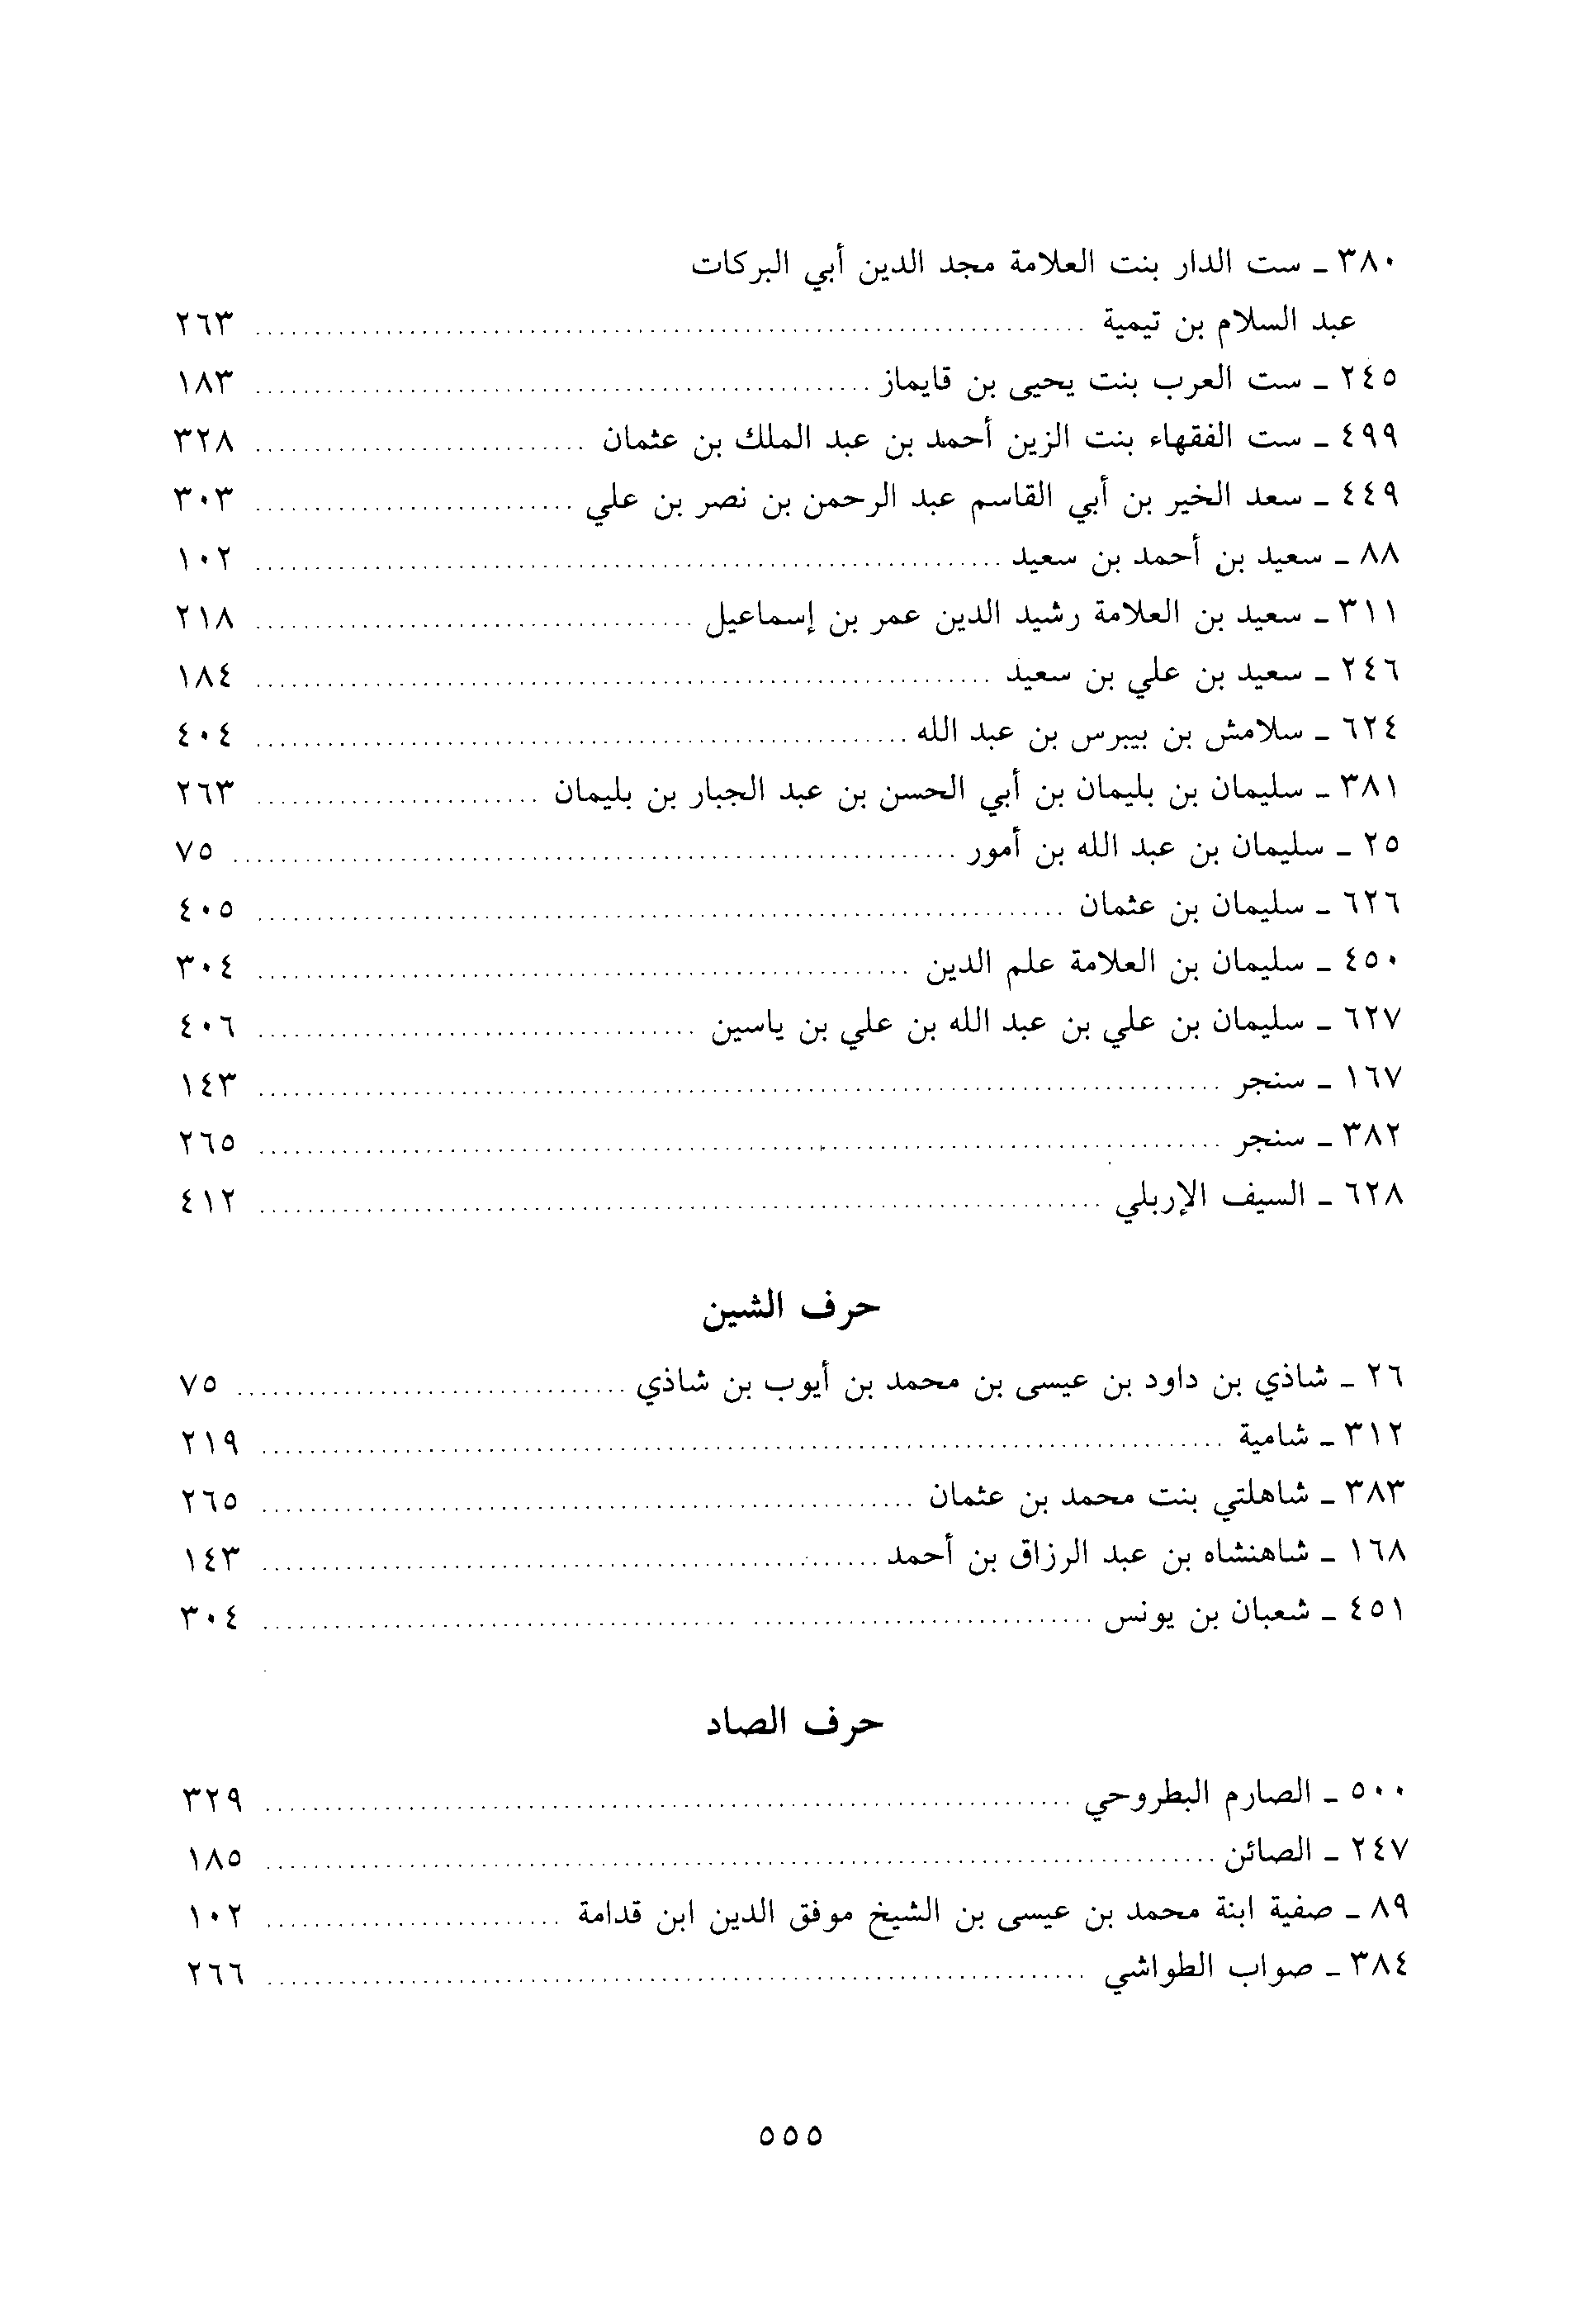 ٣٨٠ ـ ست الدار بنت العلامة مجد الدين أبي البركات
عبد السلام بن تيمية ........ ٢٦٣
٢٤٥ ـ ست العرب بنت يحيى بن قايماز ........ ١٨٣
٤٩٩ ـ ست الفقهاء بنت الزين أحمد بن عبد الملك بن عثمان ........ ٣٢٨
٤٤٩ ـ سعد الخير بن أبي القاسم عبد الرحمن بن نصر بن علي ........ ٣٠٣
٨٨ ـ سعيد بن أحمد بن سعيد ........ ١٠٢
٣١١ ـ سعيد بن العلامة رشيد الدين عمر بن إسماعيل ........ ٢١٨
٢٤٦ ـ سعيد بن علي بن سعيد ........ ١٨٤
٦٢٤ ـ سلامش بن بيبرس بن عبد الله ........ ٤٠٤
٣٨١ ـ سليمان بن بليمان بن أبي الحسن بن عبد الجبار بن بليمان ........ ٢٦٣
٢٥ ـ سليمان بن عبد الله بن أمور ........ ٧٥
٦٢٦ ـ سليمان بن عثمان ........ ٤٠٥
٤٥٠ ـ سليمان بن العلامة علم الدين ........ ٣٠٤
٦٢٧ ـ سليمان بن علي بن عبد الله بن علي بن ياسين ........ ٤٠٦
١٦٧ ـ سنجر ........ ١٤٣
٣٨٢ ـ سنجر ........ ٢٦٥
٦٢٨ ـ السيف الإربلي ........ ٤١٢
حرف الشين
٢٦ ـ شاذي بن داود بن عيسى بن محمد بن أيوب بن شاذي ........ ٧٥
٣١٢ ـ شامية ........ ٢١٩
٣٨٣ ـ شاهلتي بنت محمد بن عثمان ........ ٢٦٥
١٦٨ ـ شاهنشاه بن عبد الرزاق بن أحمد ........ ١٤٣
٤٥١ ـ شعبان بن يونس ........ ٣٠٤
حرف الصاد
٥٠٠ ـ الصارم البطروحي ........ ٣٢٩
٢٤٧ ـ الصائن ........ ١٨٥
٨٩ ـ صفية ابنة محمد بن عيسى بن الشيخ موفق الدين ابن قدامة ........ ١٠٢
٣٨٤ ـ صواب الطواشي ........ ٢٦٦
٥٥٥